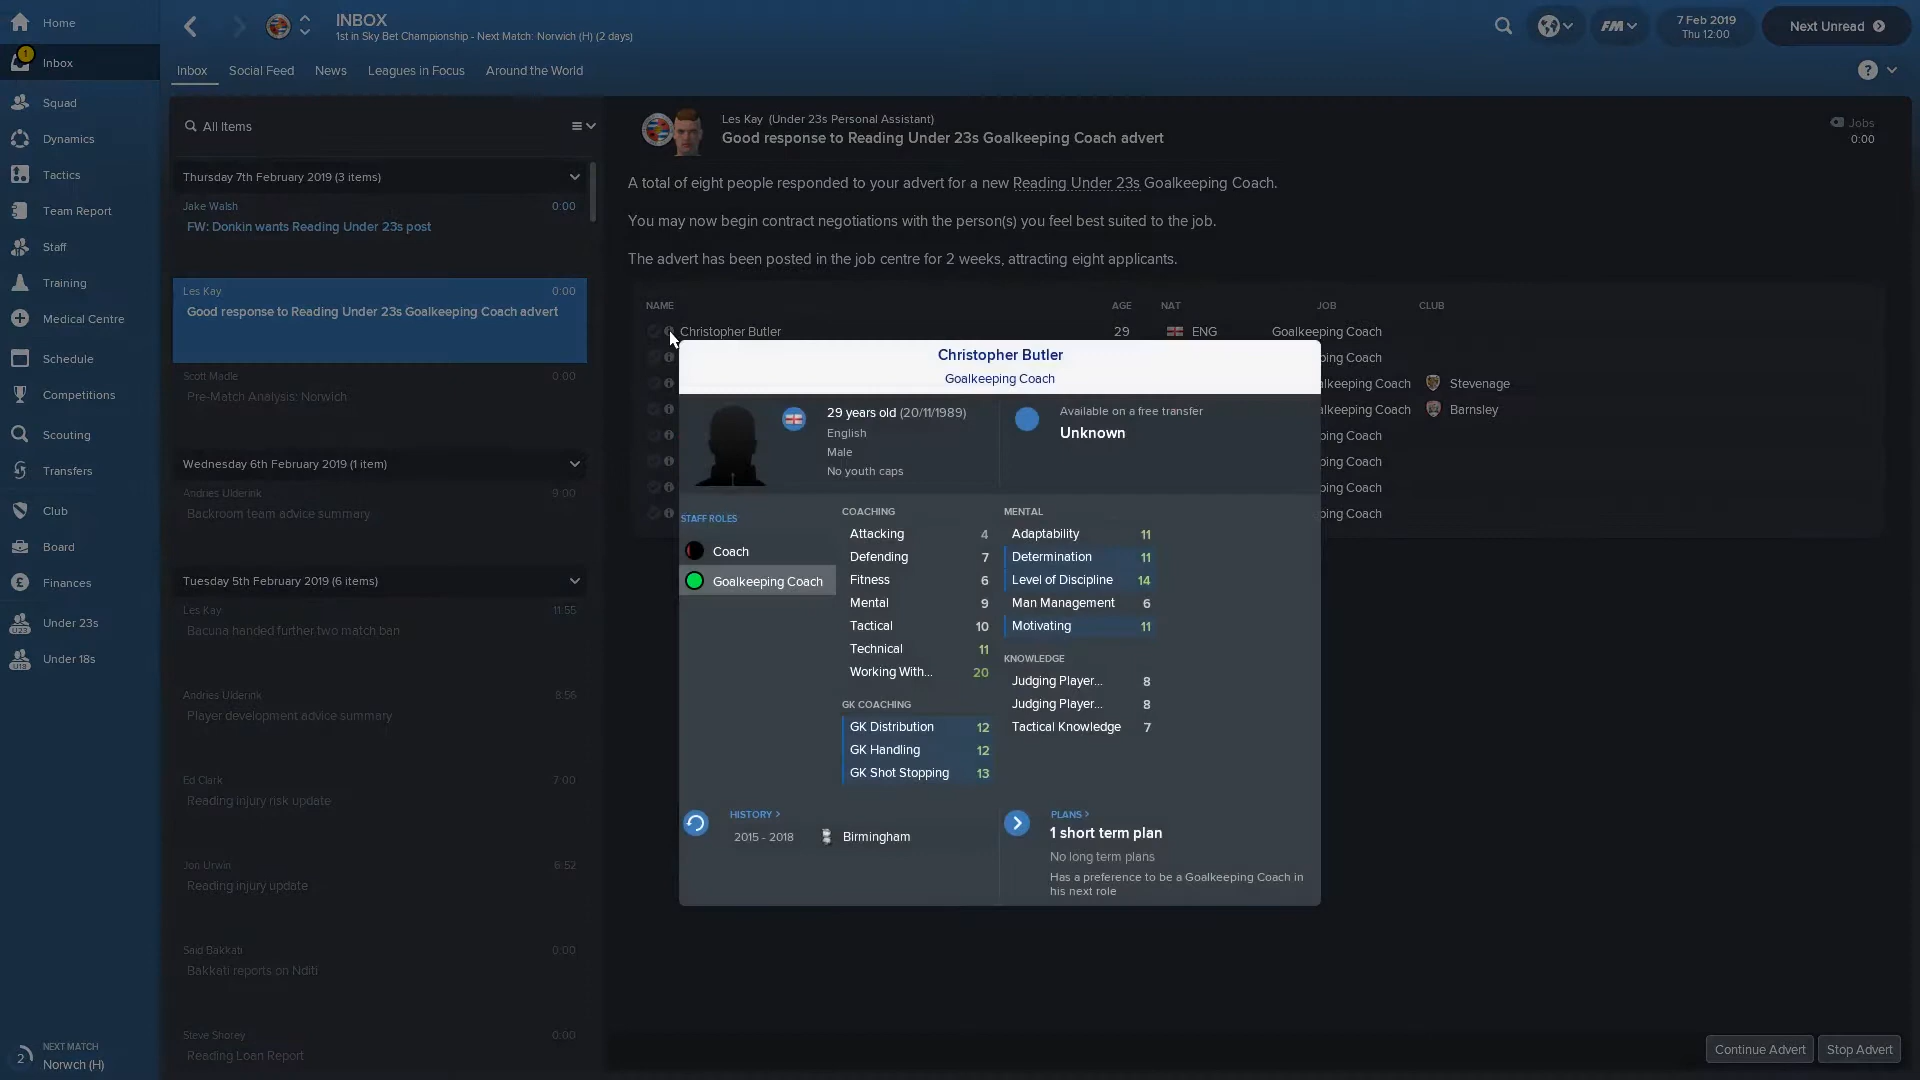 Home
Inbox
1
Squad
Dynamics
Tactics
Team Report
Staff
Training
Medical Centre
Schedule
Competitions
Scouting
Transfers
Club
Board
Finances
Under 23s
Under 18s
2
NEXT MATCH
Norwch (H)
INBOX
1st in Sky Bet Championship - Next Match: Norwich (H) (2 days)
FM
7 Feb 2019
Thu 12:00
Next Unread
Inbox Social Feed News Leagues in Focus Around the World
?
All Items
Thursday 7th February 2019 (3 items)
Jake Walsh 0:00
FW: Donkin wants Reading Under 23s post
Les Kay 0:00
Good response to Reading Under 23s Goalkeeping Coach advert
Scott Madle 0:00
Pre-Match Analysis: Norwich
Wednesday 6th February 2019 (1 item)
Andries Ulderink 9:00
Backroom team advice summary
Tuesday 5th February 2019 (6 items)
Les Kay 11:55
Bacuna handed further two match ban
Andries Ulderink 8:56
Player development advice summary
Ed Clark 7:00
Reading injury risk update
Jon Urwin 6:52
Reading injury update
Said Bakkati 0:00
Bakkati reports on Nditi
Steve Shorey 0:00
Reading Loan Report
Les Kay (Under 23s Personal Assistant)
Good response to Reading Under 23s Goalkeeping Coach advert
Jobs
0:00
A total of eight people responded to your advert for a new Reading Under 23s Goalkeeping Coach.
You may now begin contract negotiations with the person(s) you feel best suited to the job.
The advert has been posted in the job centre for 2 weeks, attracting eight applicants.
NAME AGE NAT JOB CLUB
Christopher Butler 29 ENG Goalkeeping Coach
ping Coach
alkeeping Coach Stevenage
alkeeping Coach Barnsley
ping Coach
ping Coach
ping Coach
ping Coach
Christopher Butler
Goalkeeping Coach
29 years old (20/11/1989)
English
Male
No youth caps
Available on a free transfer
Unknown
STAFF ROLES
Coach
Goalkeeping Coach
COACHING
Attacking 4
Defending 7
Fitness 6
Mental 9
Tactical 10
Technical 11
Working With... 20
GK COACHING
GK Distribution 12
GK Handling 12
GK Shot Stopping 13
MENTAL
Adaptability 11
Determination 11
Level of Discipline 14
Man Management 6
Motivating 11
KNOWLEDGE
Judging Player... 8
Judging Player... 8
Tactical Knowledge 7
HISTORY >
2015 - 2018 Birmingham
PLANS >
1 short term plan
No long term plans
Has a preference to be a Goalkeeping Coach in
his next role
Continue Advert Stop Advert